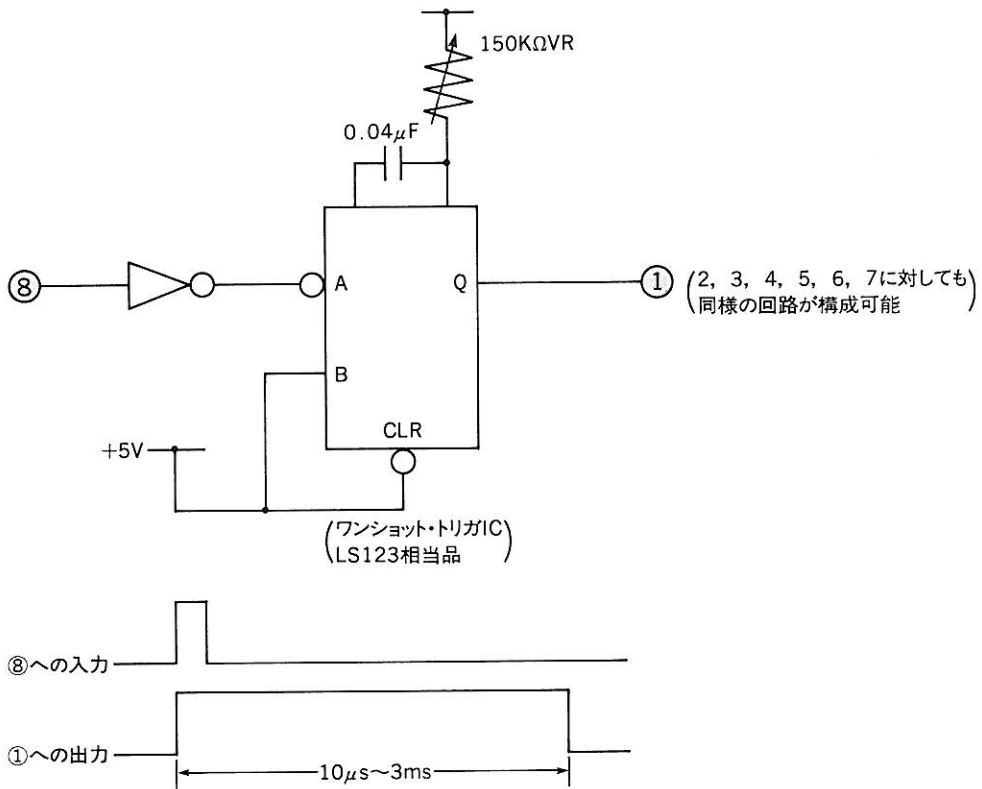 150KΩVR
0.04μF
⑧
A
Q
①
(2, 3, 4, 5, 6, 7に対しても
同様の回路が構成可能)
B
CLR
+5V
(ワンショット・トリガIC
LS123相当品)
⑧への入力
①への出力
10μs〜3ms